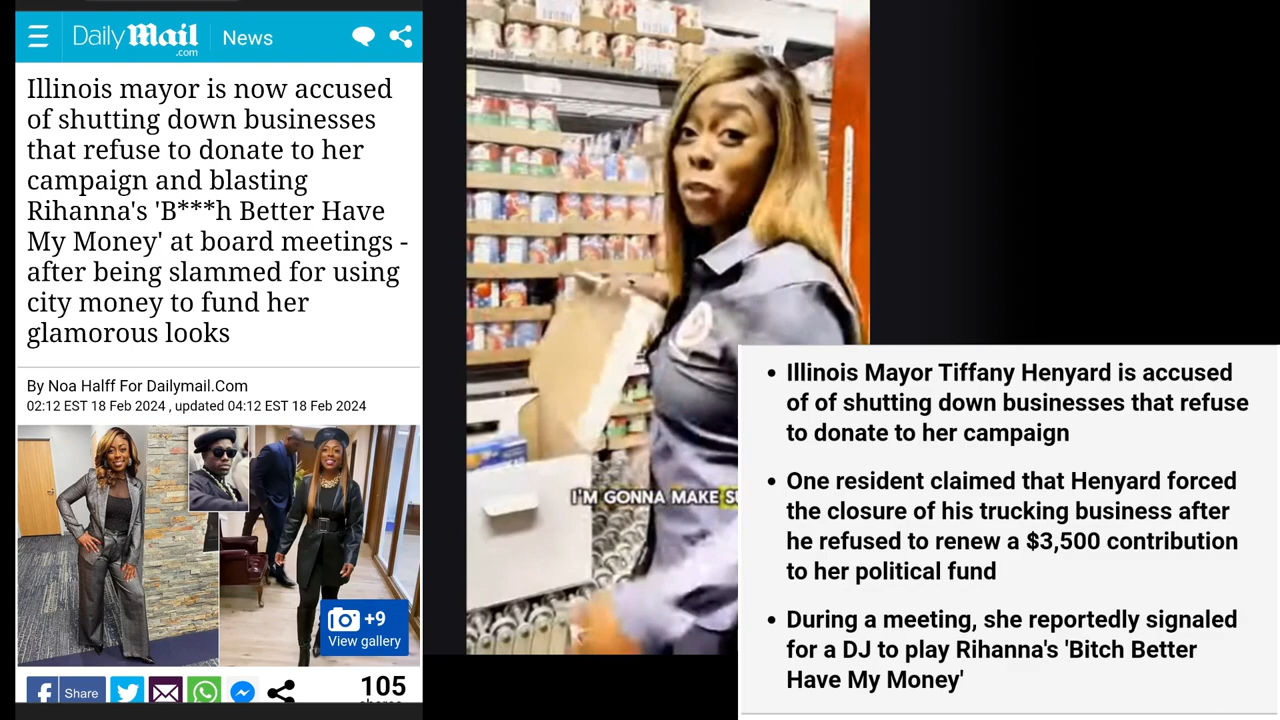 Daily Mail
.com
News
Illinois mayor is now accused
of shutting down businesses
that refuse to donate to her
campaign and blasting
Rihanna's 'B***h Better Have
My Money' at board meetings -
after being slammed for using
city money to fund her
glamorous looks
By Noa Halff For Dailymail.Com
02:12 EST 18 Feb 2024 , updated 04:12 EST 18 Feb 2024
+9
View gallery
Share
105
I'M GONNA MAKE SU
• Illinois Mayor Tiffany Henyard is accused
of of shutting down businesses that refuse
to donate to her campaign
• One resident claimed that Henyard forced
the closure of his trucking business after
he refused to renew a $3,500 contribution
to her political fund
• During a meeting, she reportedly signaled
for a DJ to play Rihanna's 'Bitch Better
Have My Money'